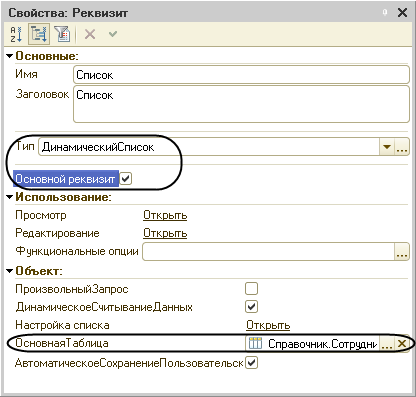 Свойства: Реквизит
Основные:
Имя Список
Заголовок Список
Тип ДинамическийСписок
Основной реквизит
Использование:
Просмотр Открыть
Редактирование Открыть
Функциональные опции
Объект:
ПроизвольныйЗапрос
ДинамическоеСчитываниеДанных
Настройка списка Открыть
ОсновнаяТаблица Справочник.Сотрудни
АвтоматическоеСохранениеПользовательск